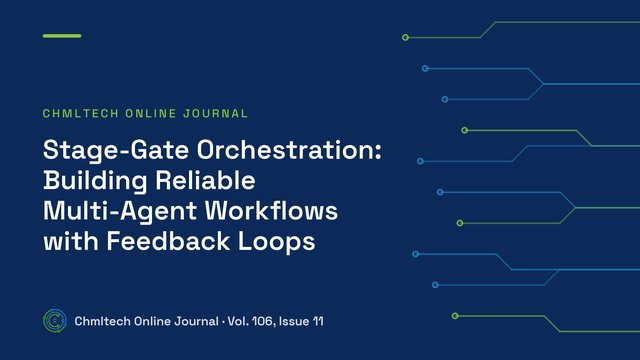 CHMLTECH ONLINE JOURNAL
Stage-Gate Orchestration:
Building Reliable
Multi-Agent Workflows
with Feedback Loops
Chmltech Online Journal · Vol. 106, Issue 11